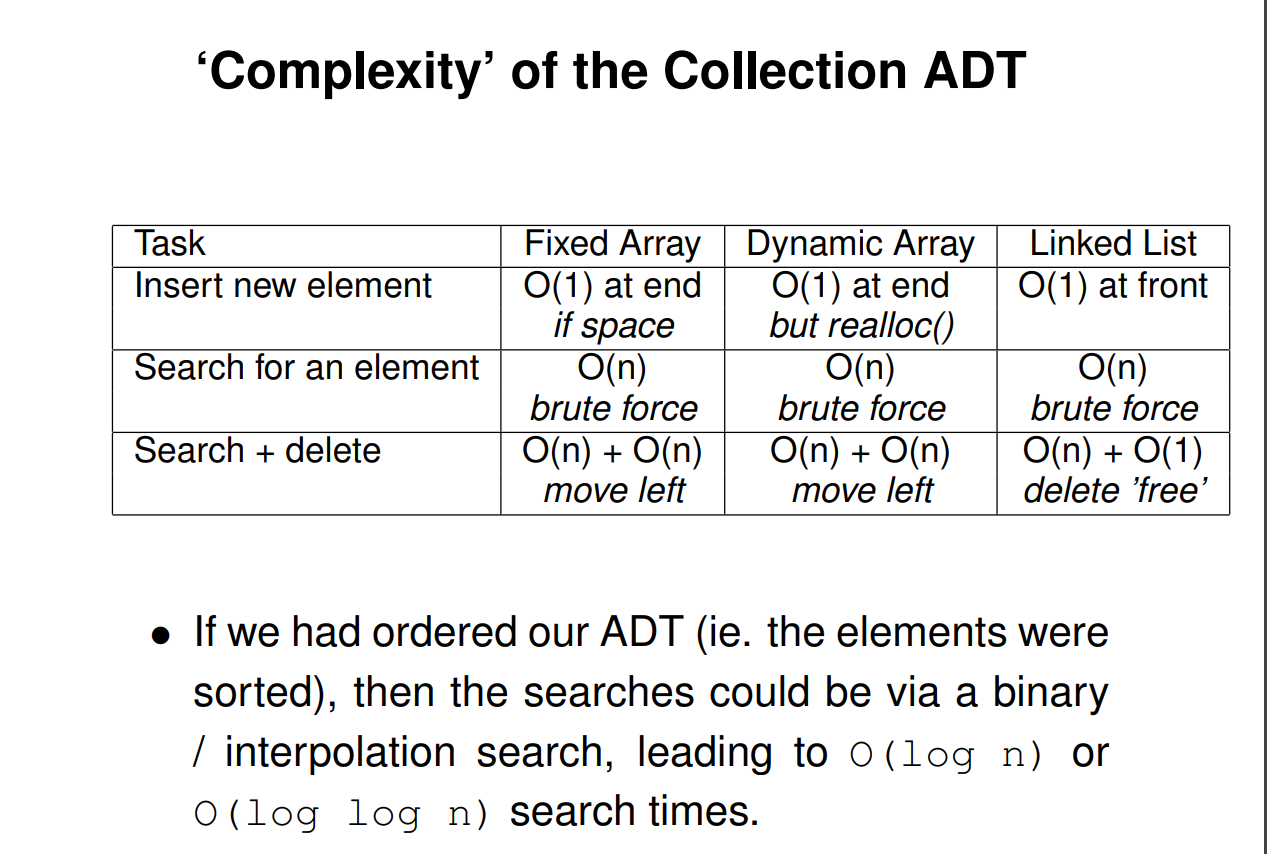 ‘Complexity’ of the Collection ADT
Task Fixed Array Dynamic Array Linked List
Insert new element O(1) at end O(1) at end O(1) at front
if space but realloc()
Search for an element O(n) O(n) O(n)
brute force brute force brute force
Search + delete O(n) + O(n) O(n) + O(n) O(n) + O(1)
move left move left delete ’free’
• If we had ordered our ADT (ie. the elements were
sorted), then the searches could be via a binary
/ interpolation search, leading to O(log n) or
O(log log n) search times.